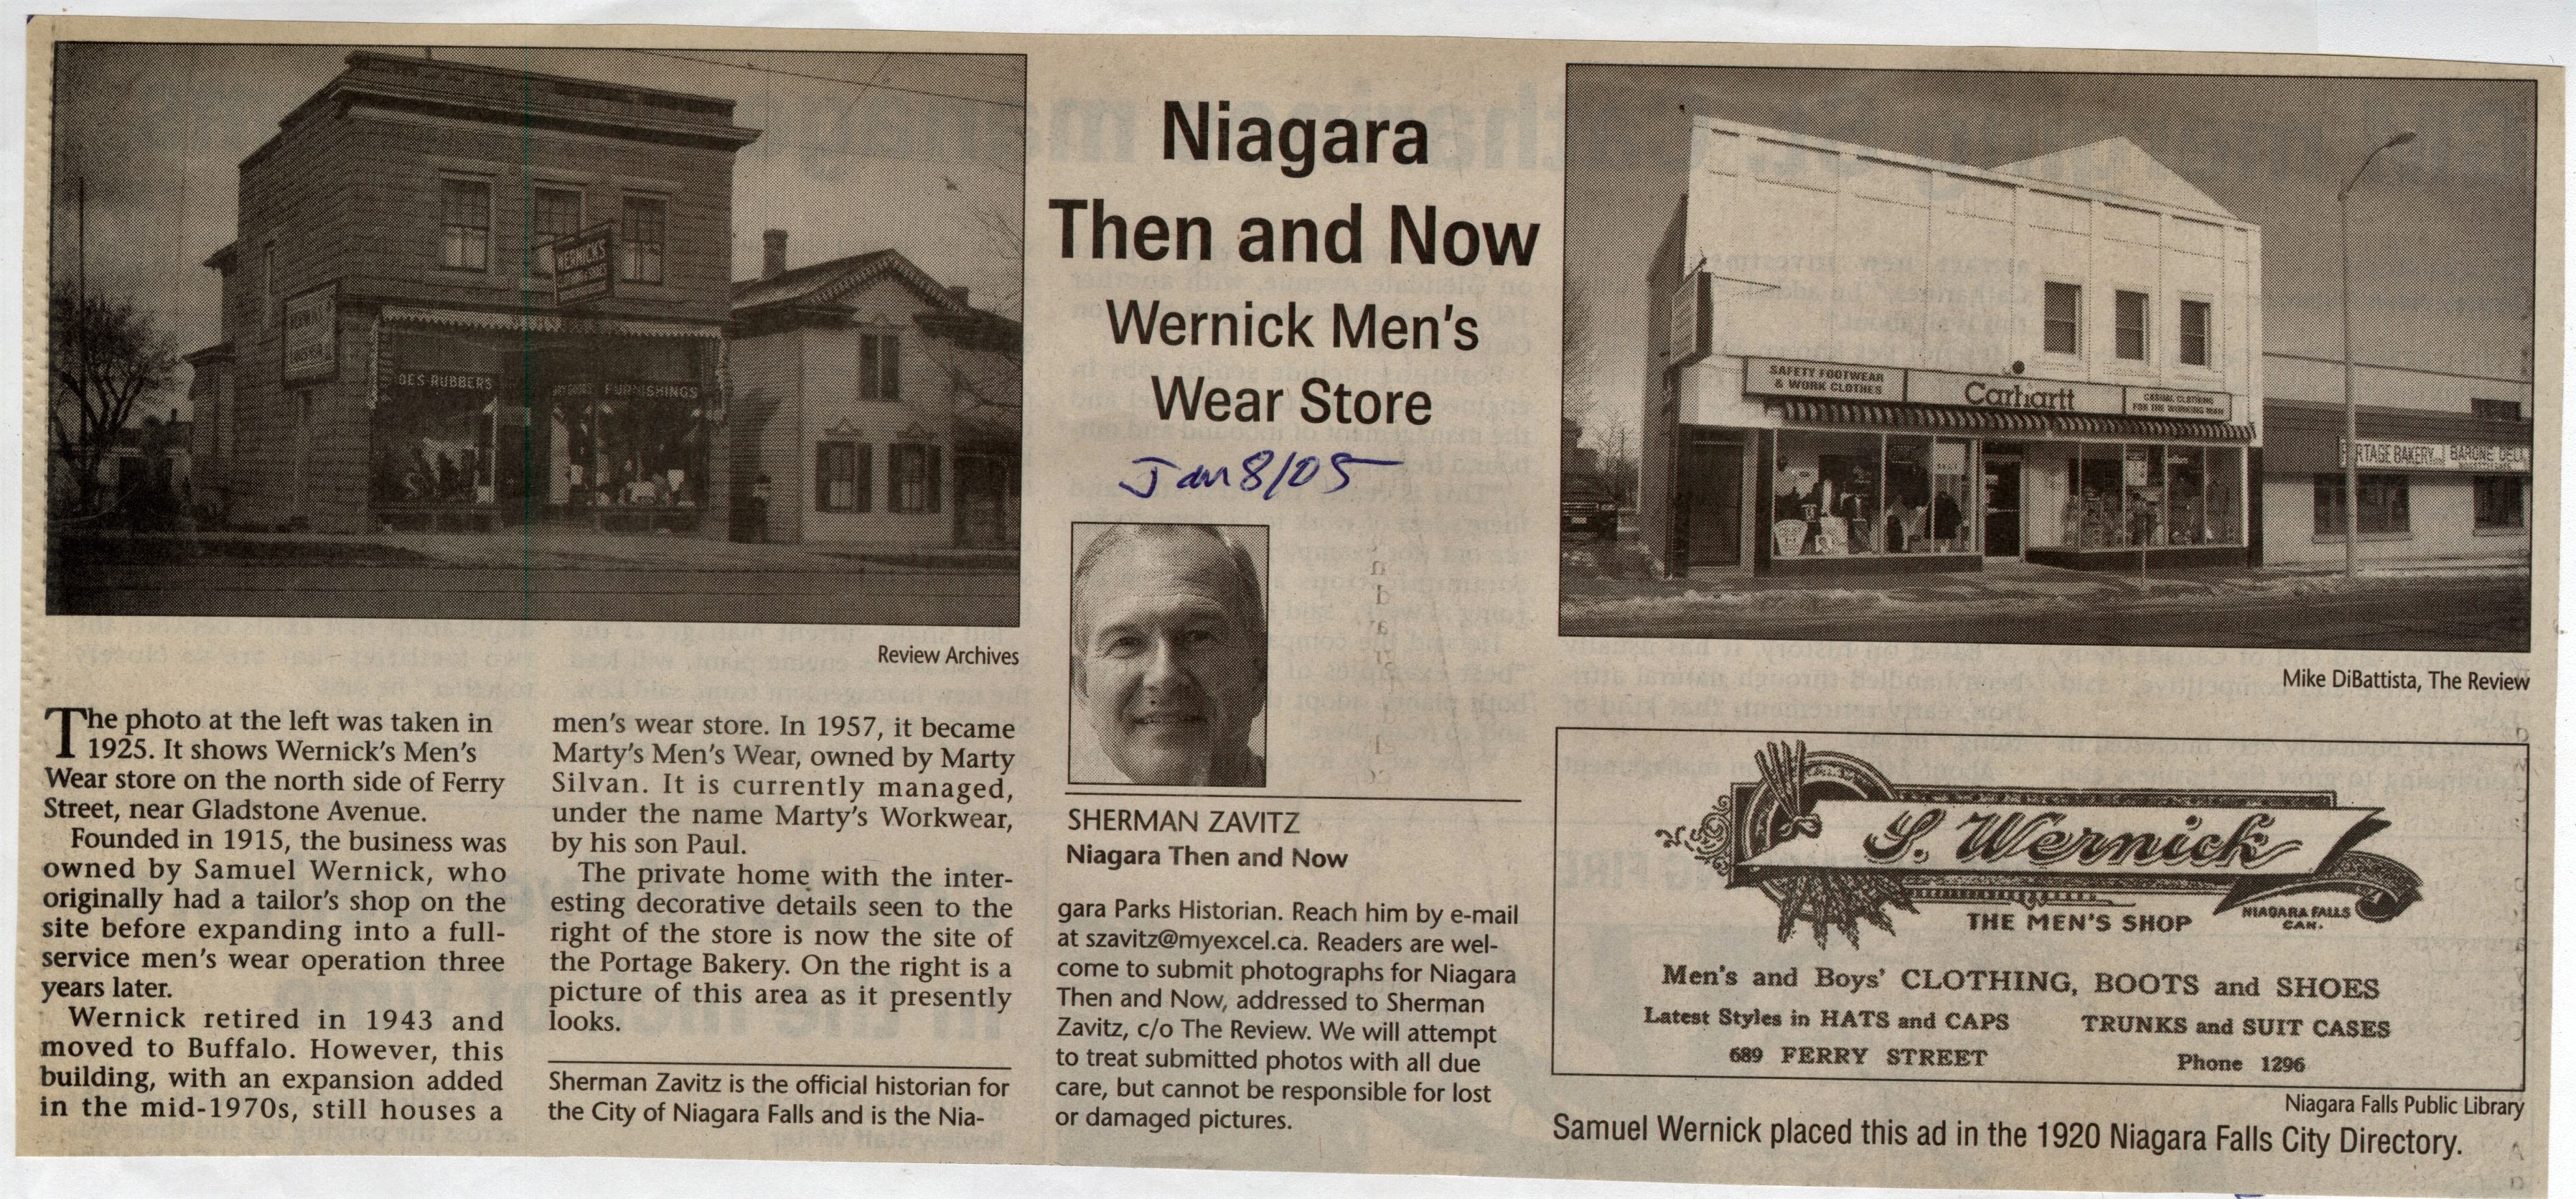 WERNICK'S
OES·RUBBERS
FURNISHINGS
Review Archives
Niagara
Then and Now
Wernick Men's
Wear Store
Jan 8/05
SAFETY FOOTWEAR
& WORK CLOTHES
Carhartt
CASUAL CLOTHING
FOR THE WORKING MAN
RTAGE BAKERY
BARONE DELI
Mike DiBattista, The Review
The photo at the left was taken in
1925. It shows Wernick's Men's
Wear store on the north side of Ferry
Street, near Gladstone Avenue.
Founded in 1915, the business was
owned by Samuel Wernick, who
originally had a tailor's shop on the
site before expanding into a full-
service men's wear operation three
years later.
Wernick retired in 1943 and
moved to Buffalo. However, this
building, with an expansion added
in the mid-1970s, still houses a
men's wear store. In 1957, it became
Marty's Men's Wear, owned by Marty
Silvan. It is currently managed,
under the name Marty's Workwear,
by his son Paul.
The private home with the inter-
esting decorative details seen to the
right of the store is now the site of
the Portage Bakery. On the right is a
picture of this area as it presently
looks.
Sherman Zavitz is the official historian for
the City of Niagara Falls and is the Nia-
SHERMAN ZAVITZ
Niagara Then and Now
gara Parks Historian. Reach him by e-mail
at szavitz@myexcel.ca. Readers are wel-
come to submit photographs for Niagara
Then and Now, addressed to Sherman
Zavitz, c/o The Review. We will attempt
to treat submitted photos with all due
care, but cannot be responsible for lost
or damaged pictures.
S. Wernick
THE MEN'S SHOP
NIAGARA FALLS
CAN.
Men's and Boys' CLOTHING, BOOTS and SHOES
Latest Styles in HATS and CAPS
TRUNKS and SUIT CASES
689 FERRY STREET
Phone 1296
Niagara Falls Public Library
Samuel Wernick placed this ad in the 1920 Niagara Falls City Directory.